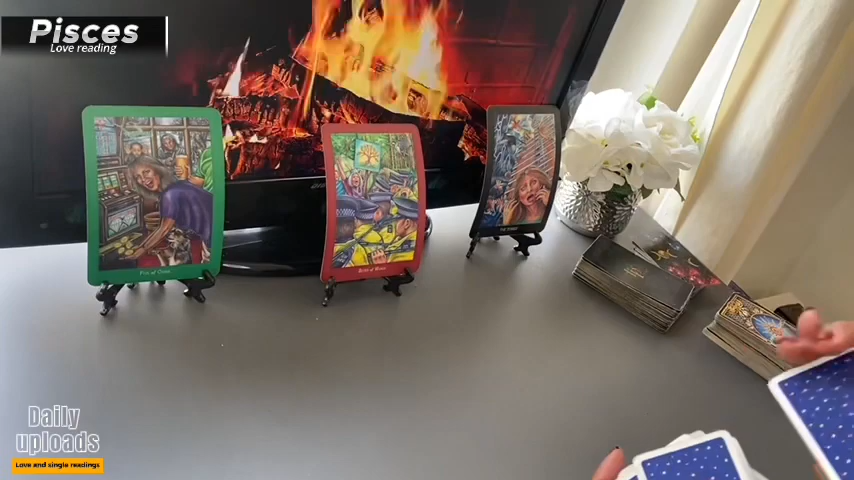 Pisces
Love reading
Daily
uploads
Love and single readings